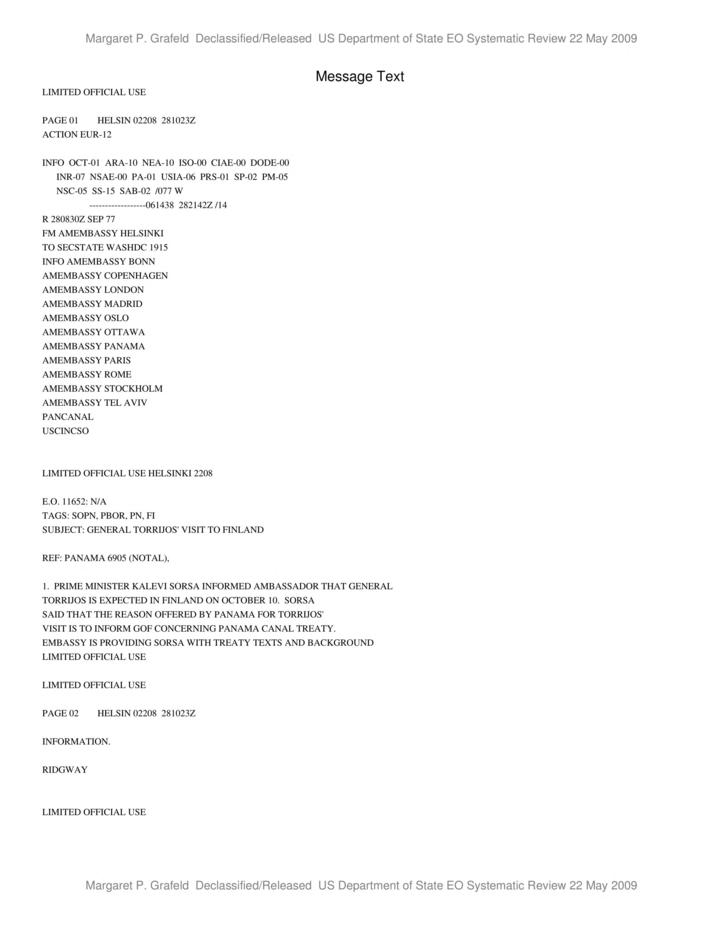 Margaret P. Grafeld Declassified/Released US Department of State EO Systematic Review 22 May 2009
Message Text
LIMITED OFFICIAL USE
PAGE 01 HELSIN 02208 281023Z
ACTION EUR-12
INFO OCT-01 ARA-10 NEA-10 ISO-00 CIAE-00 DODE-00
INR-07 NSAE-00 PA-01 USIA-06 PRS-01 SP-02 PM-05
NSC-05 SS-15 SAB-02 /077 W
------------------061438 282142Z /14
R 280830Z SEP 77
FM AMEMBASSY HELSINKI
TO SECSTATE WASHDC 1915
INFO AMEMBASSY BONN
AMEMBASSY COPENHAGEN
AMEMBASSY LONDON
AMEMBASSY MADRID
AMEMBASSY OSLO
AMEMBASSY OTTAWA
AMEMBASSY PANAMA
AMEMBASSY PARIS
AMEMBASSY ROME
AMEMBASSY STOCKHOLM
AMEMBASSY TEL AVIV
PANCANAL
USCINCSO
LIMITED OFFICIAL USE HELSINKI 2208
E.O. 11652: N/A
TAGS: SOPN, PBOR, PN, FI
SUBJECT: GENERAL TORRIJOS' VISIT TO FINLAND
REF: PANAMA 6905 (NOTAL),
1. PRIME MINISTER KALEVI SORSA INFORMED AMBASSADOR THAT GENERAL
TORRIJOS IS EXPECTED IN FINLAND ON OCTOBER 10. SORSA
SAID THAT THE REASON OFFERED BY PANAMA FOR TORRIJOS'
VISIT IS TO INFORM GOF CONCERNING PANAMA CANAL TREATY.
EMBASSY IS PROVIDING SORSA WITH TREATY TEXTS AND BACKGROUND
LIMITED OFFICIAL USE
LIMITED OFFICIAL USE
PAGE 02 HELSIN 02208 281023Z
INFORMATION.
RIDGWAY
LIMITED OFFICIAL USE
Margaret P. Grafeld Declassified/Released US Department of State EO Systematic Review 22 May 2009